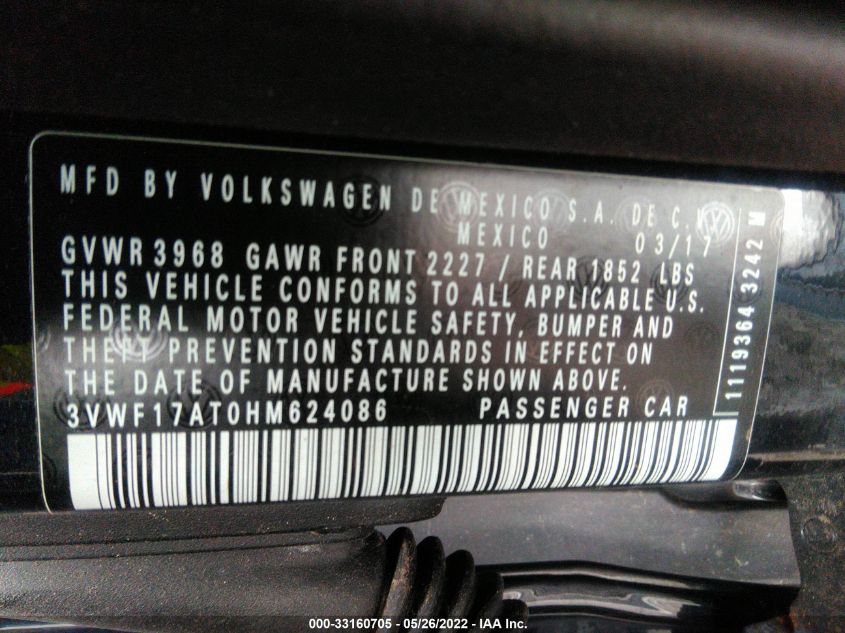 MFD BY VOLKSWAGEN DE MEXICO S.A. DE C.V.
MEXICO 03/17
GVWR 3968 GAWR FRONT 2227 / REAR 1852 LBS
THIS VEHICLE CONFORMS TO ALL APPLICABLE U.S.
FEDERAL MOTOR VEHICLE SAFETY, BUMPER AND
THEFT PREVENTION STANDARDS IN EFFECT ON
THE DATE OF MANUFACTURE SHOWN ABOVE.
3VWF17AT0HM624086 PASSENGER CAR
1119364 3242 M
000-33160705 - 05/26/2022 - IAA Inc.